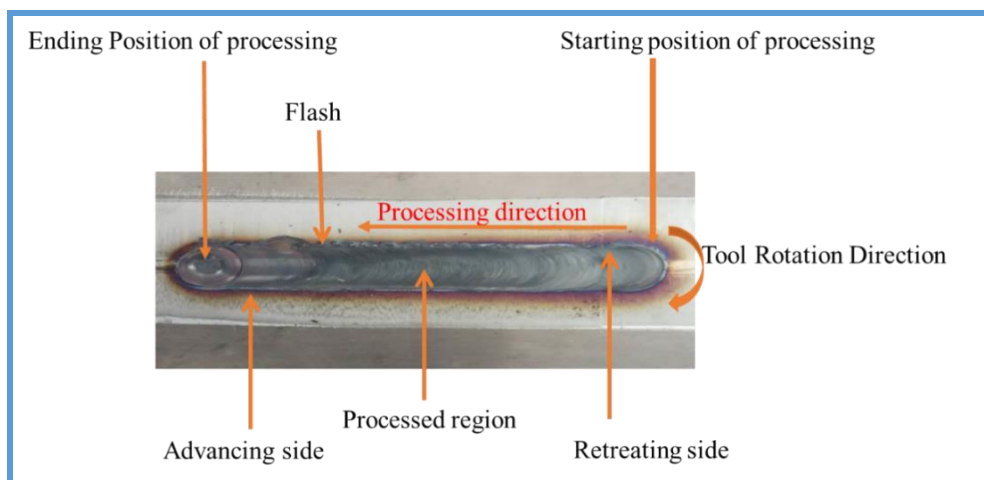 Ending Position of processing
Starting position of processing
Flash
Processing direction
Tool Rotation Direction
Processed region
Advancing side
Retreating side